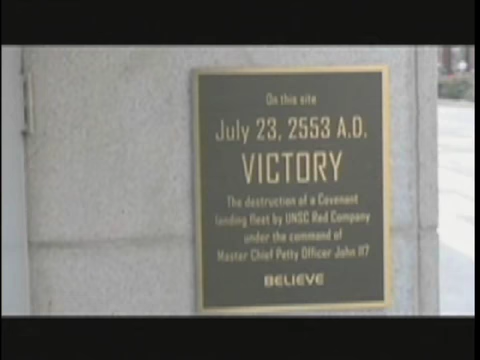 On this site
July 23, 2553 A.D.
VICTORY
The destruction of a Covenant
landing fleet by UNSC Red Company
under the command of
Master Chief Petty Officer John 117
BELIEVE